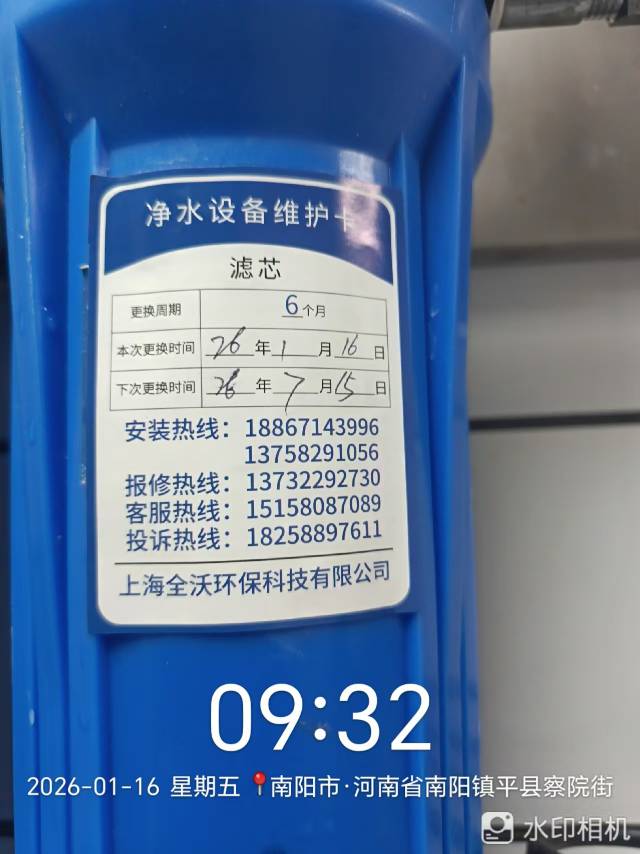 净水设备维护卡
滤芯
更换周期 6个月
本次更换时间 26年1月16日
下次更换时间 26年7月15日
安装热线：18867143996
13758291056
报修热线：13732292730
客服热线：15158087089
投诉热线：18258897611
上海全沃环保科技有限公司
09:32
2026-01-16 星期五 南阳市·河南省南阳镇平县察院街
水印相机